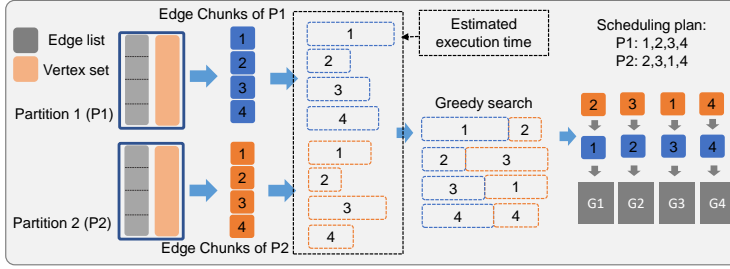 Edge list
Vertex set
Partition 1 (P1)
Edge Chunks of P1
1
2
3
4
1
2
3
4
Estimated
execution time
Partition 2 (P2)
1
2
3
4
Edge Chunks of P2
1
2
3
4
Greedy search
1 2
2 3
3 1
4 4
Scheduling plan:
P1: 1,2,3,4
P2: 2,3,1,4
2 3 1 4
1 2 3 4
G1 G2 G3 G4